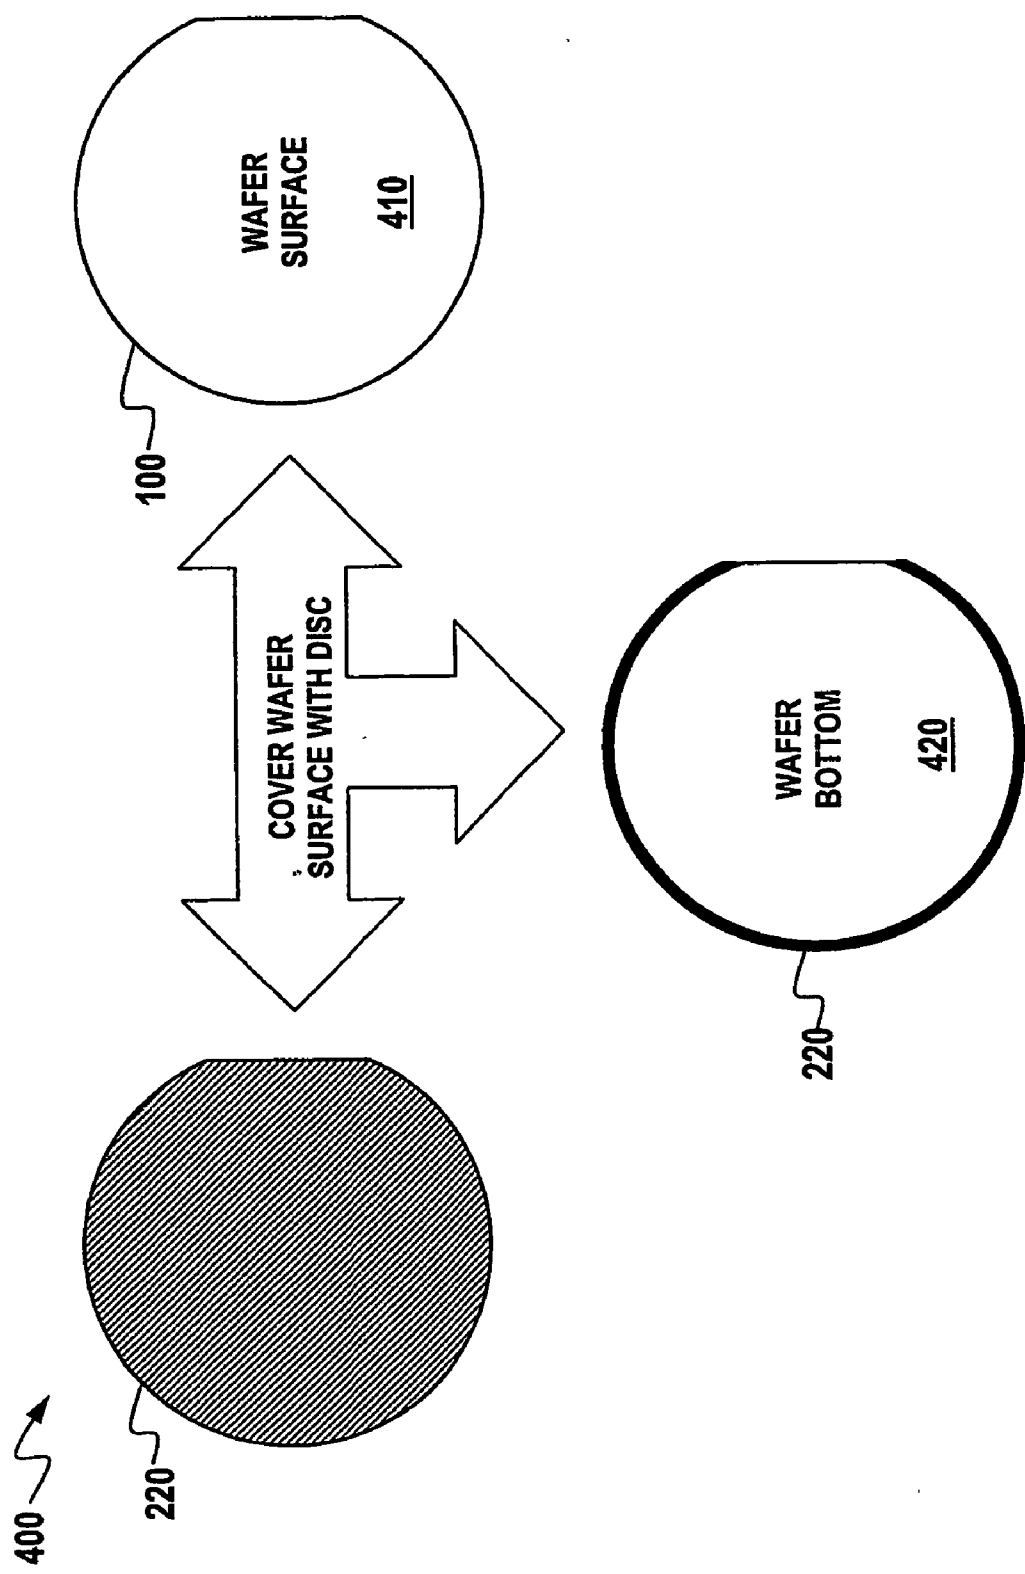 400
220
COVER WAFER
SURFACE WITH DISC
100
WAFER
SURFACE
410
220
WAFER
BOTTOM
420